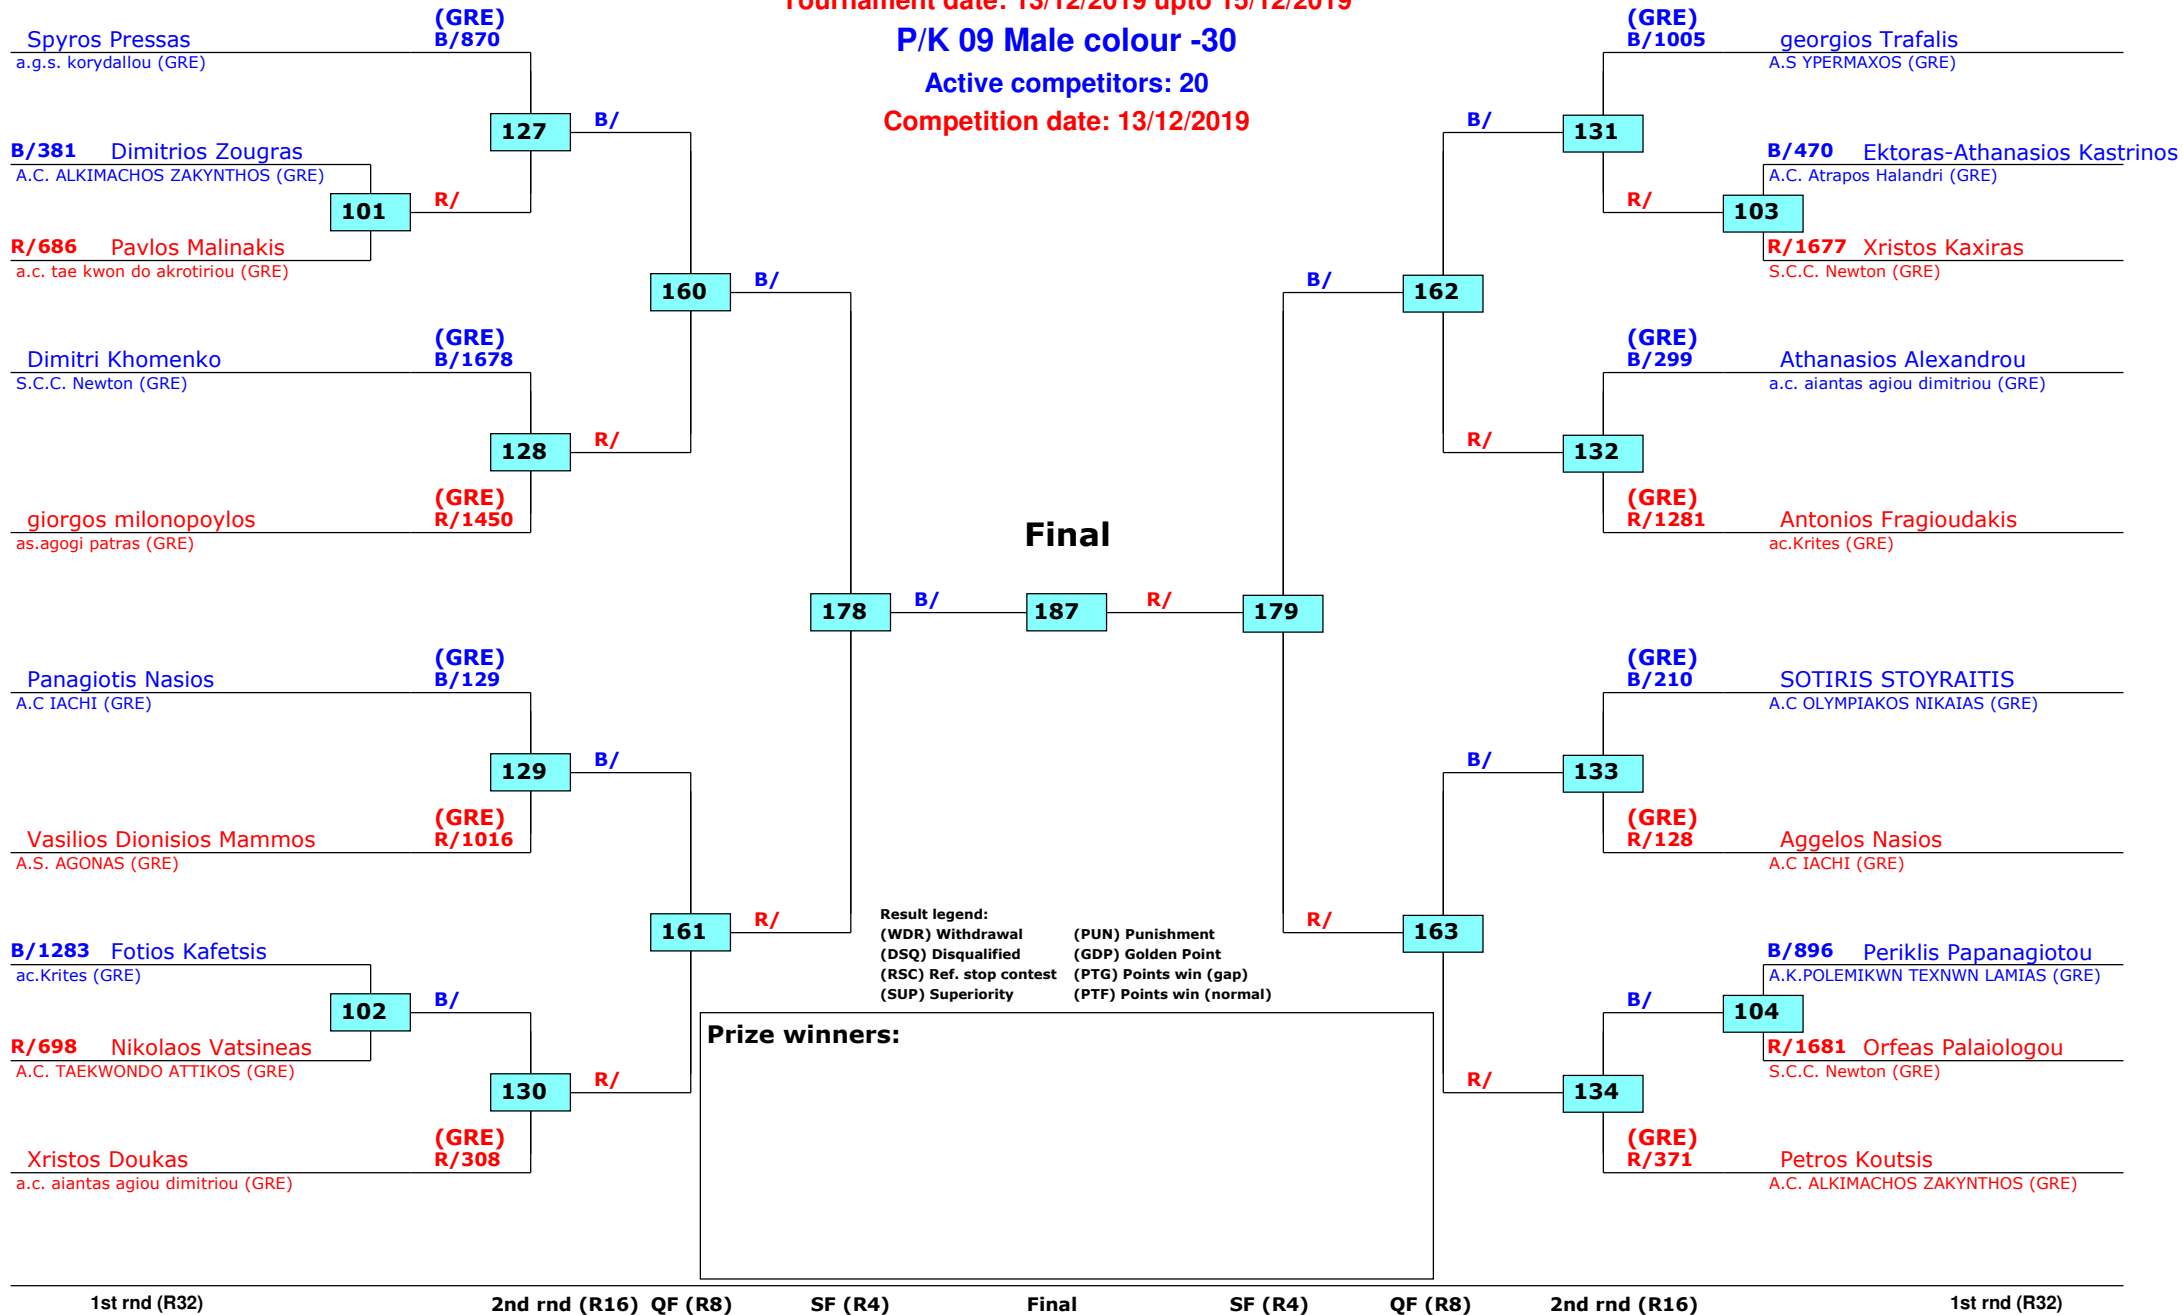 Tournament date: 13/12/2019 upto 15/12/2019
P/K 09 Male colour -30
Active competitors: 20
Competition date: 13/12/2019
(GRE)
Spyros Pressas B/870
a.g.s. korydallou (GRE)
127
B/
B/381 Dimitrios Zougras
A.C. ALKIMACHOS ZAKYNTHOS (GRE)
101
R/
R/686 Pavlos Malinakis
a.c. tae kwon do akrotiriou (GRE)
160
B/
(GRE)
Dimitri Khomenko B/1678
S.C.C. Newton (GRE)
128
R/
(GRE)
giorgos milonopoylos R/1450
as.agogi patras (GRE)
178
B/
(GRE)
Panagiotis Nasios B/129
A.C IACHI (GRE)
129
B/
(GRE)
Vasilios Dionisios Mammos R/1016
A.S. AGONAS (GRE)
161
R/
B/1283 Fotios Kafetsis
ac.Krites (GRE)
102
B/
R/698 Nikolaos Vatsineas
A.C. TAEKWONDO ATTIKOS (GRE)
130
R/
(GRE)
Xristos Doukas R/308
a.c. aiantas agiou dimitriou (GRE)
Final
187
R/
(GRE)
B/1005 georgios Trafalis
A.S YPERMAXOS (GRE)
B/
131
B/470 Ektoras-Athanasios Kastrinos
A.C. Atrapos Halandri (GRE)
R/
103
R/1677 Xristos Kaxiras
S.C.C. Newton (GRE)
B/
162
(GRE)
B/299 Athanasios Alexandrou
a.c. aiantas agiou dimitriou (GRE)
R/
132
(GRE)
R/1281 Antonios Fragioudakis
ac.Krites (GRE)
179
(GRE)
B/210 SOTIRIS STOYRAITIS
A.C OLYMPIAKOS NIKAIAS (GRE)
B/
133
(GRE)
R/128 Aggelos Nasios
A.C IACHI (GRE)
R/
163
B/896 Periklis Papanagiotou
A.K.POLEMIKWN TEXNWN LAMIAS (GRE)
B/
104
R/1681 Orfeas Palaiologou
S.C.C. Newton (GRE)
R/
134
(GRE)
R/371 Petros Koutsis
A.C. ALKIMACHOS ZAKYNTHOS (GRE)
Result legend:
(WDR) Withdrawal (PUN) Punishment
(DSQ) Disqualified (GDP) Golden Point
(RSC) Ref. stop contest (PTG) Points win (gap)
(SUP) Superiority (PTF) Points win (normal)
Prize winners:
1st rnd (R32) 2nd rnd (R16) QF (R8) SF (R4) Final SF (R4) QF (R8) 2nd rnd (R16) 1st rnd (R32)